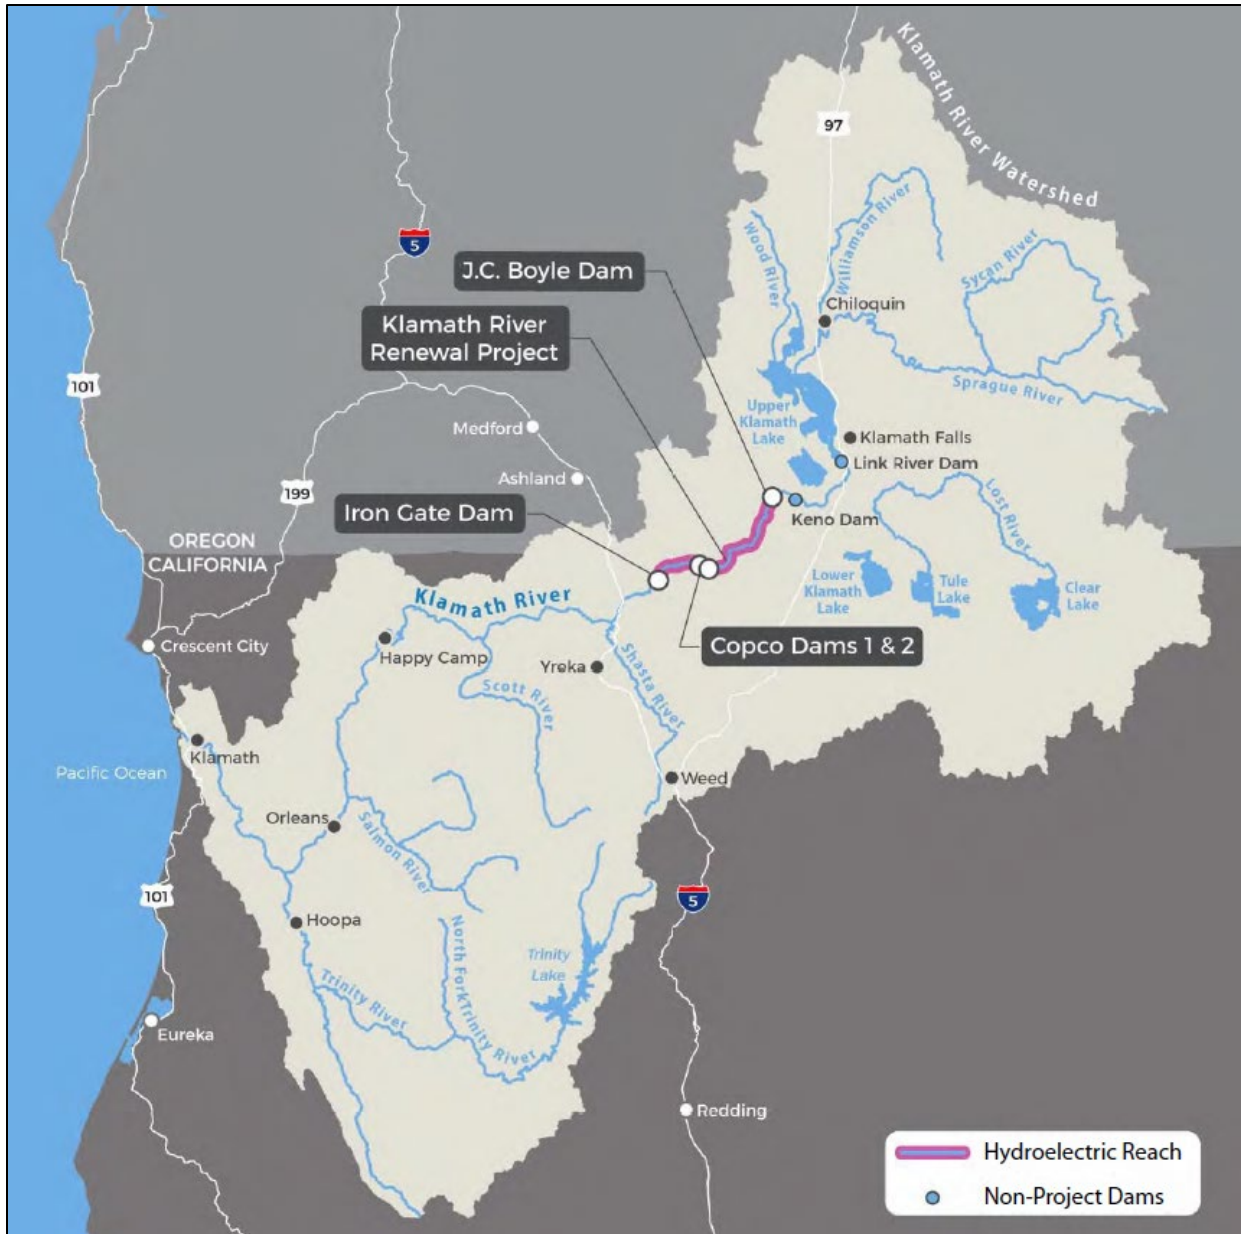 Klamath River Watershed
97
5
Wood River
Williamson River
Sycan River
J.C. Boyle Dam
Chiloquin
Klamath River
Renewal Project
101
Sprague River
Upper
Klamath
Lake
Medford
Klamath Falls
Link River Dam
Ashland
199
Iron Gate Dam
Keno Dam
Lost River
OREGON
CALIFORNIA
Lower
Klamath
Lake
Tule
Lake
Clear
Lake
Klamath River
Crescent City
Happy Camp
Copco Dams 1 & 2
Yreka
Shasta River
Scott River
Klamath
Pacific Ocean
Weed
Orleans
Salmon River
101
5
Hoopa
North Fork Trinity River
Trinity
Lake
Trinity River
Eureka
Redding
Hydroelectric Reach
Non-Project Dams